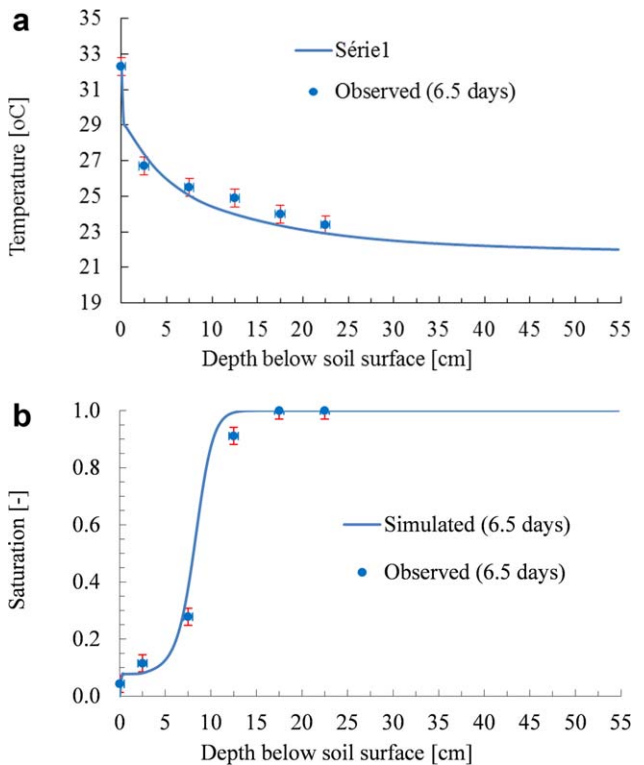 a
35
33
31
29
27
25
23
21
19
Temperature [oC]
Série1
Observed (6.5 days)
0 5 10 15 20 25 30 35 40 45 50 55
Depth below soil surface [cm]
b
1.0
0.8
0.6
0.4
0.2
0.0
Saturation [-]
Simulated (6.5 days)
Observed (6.5 days)
0 5 10 15 20 25 30 35 40 45 50 55
Depth below soil surface [cm]